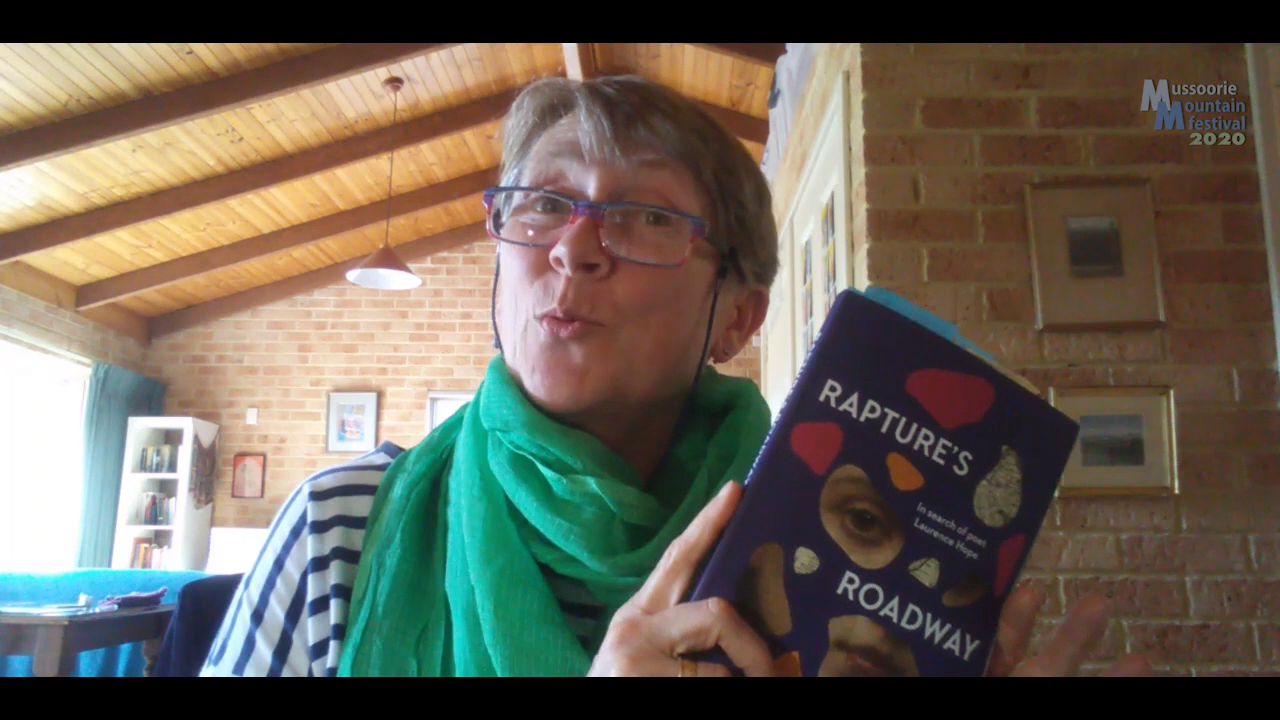 Mussoorie
Mountain
festival
2020
RAPTURE'S
In search of poet
Laurence Hope
ROADWAY